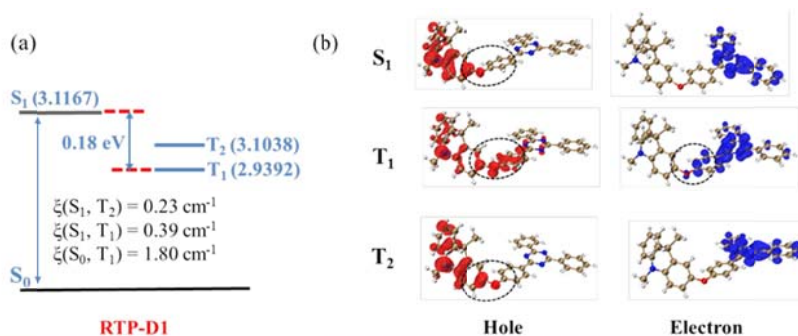 (a)
S₁ (3.1167)
0.18 eV
T₂ (3.1038)
T₁ (2.9392)
ξ(S₁, T₂) = 0.23 cm⁻¹
ξ(S₁, T₁) = 0.39 cm⁻¹
ξ(S₀, T₁) = 1.80 cm⁻¹
S₀
RTP-D1
(b)
S₁
T₁
T₂
Hole
Electron